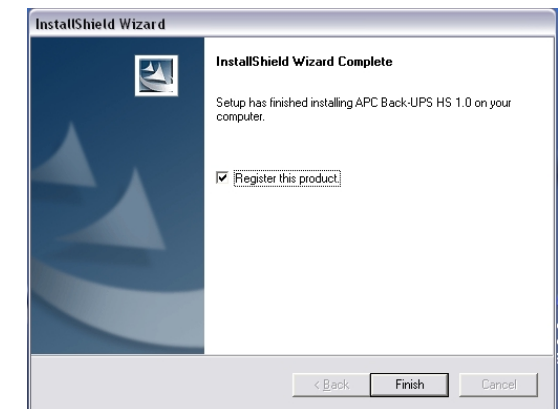 InstallShield Wizard
InstallShield Wizard Complete
Setup has finished installing APC Back-UPS HS 1.0 on your
computer.
Register this product.
< Back
Finish
Cancel